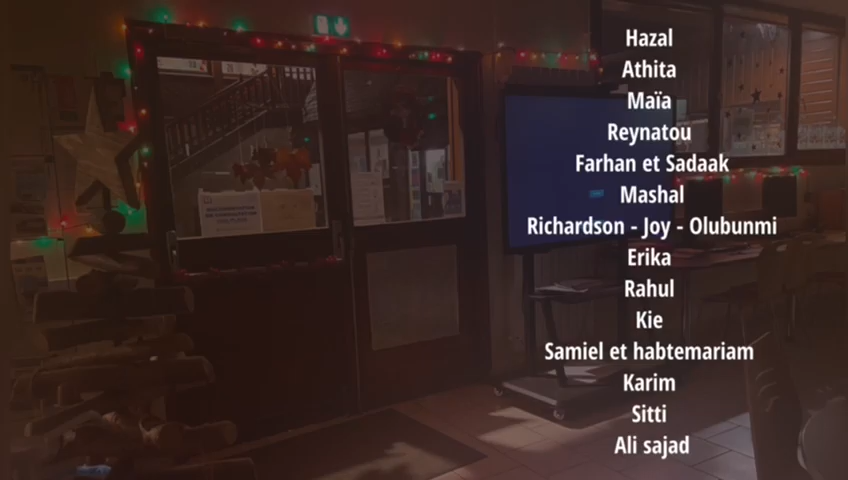 Hazal
Athita
Maïa
Reynatou
Farhan et Sadaak
Mashal
Richardson - Joy - Olubunmi
Erika
Rahul
Kie
Samiel et habtemariam
Karim
Sitti
Ali sajad